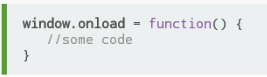 window.onload = function() {
    //some code
}